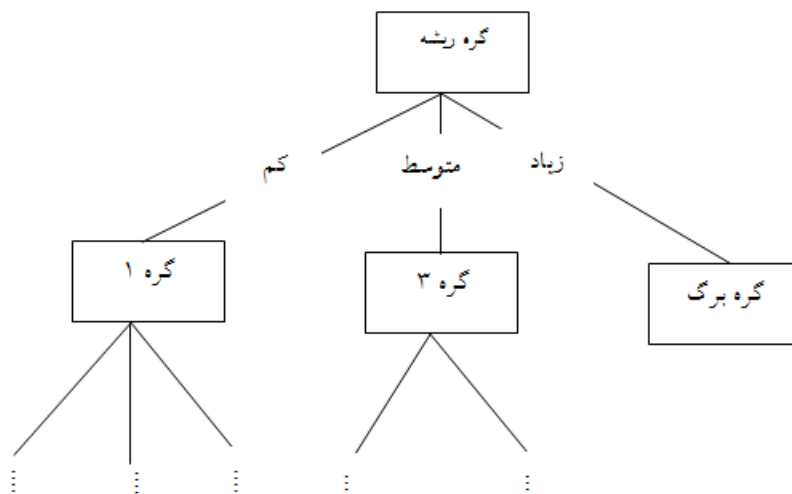 گره ریشه
زیاد
متوسط
کم
گره برگ
گره ۳
گره ۱